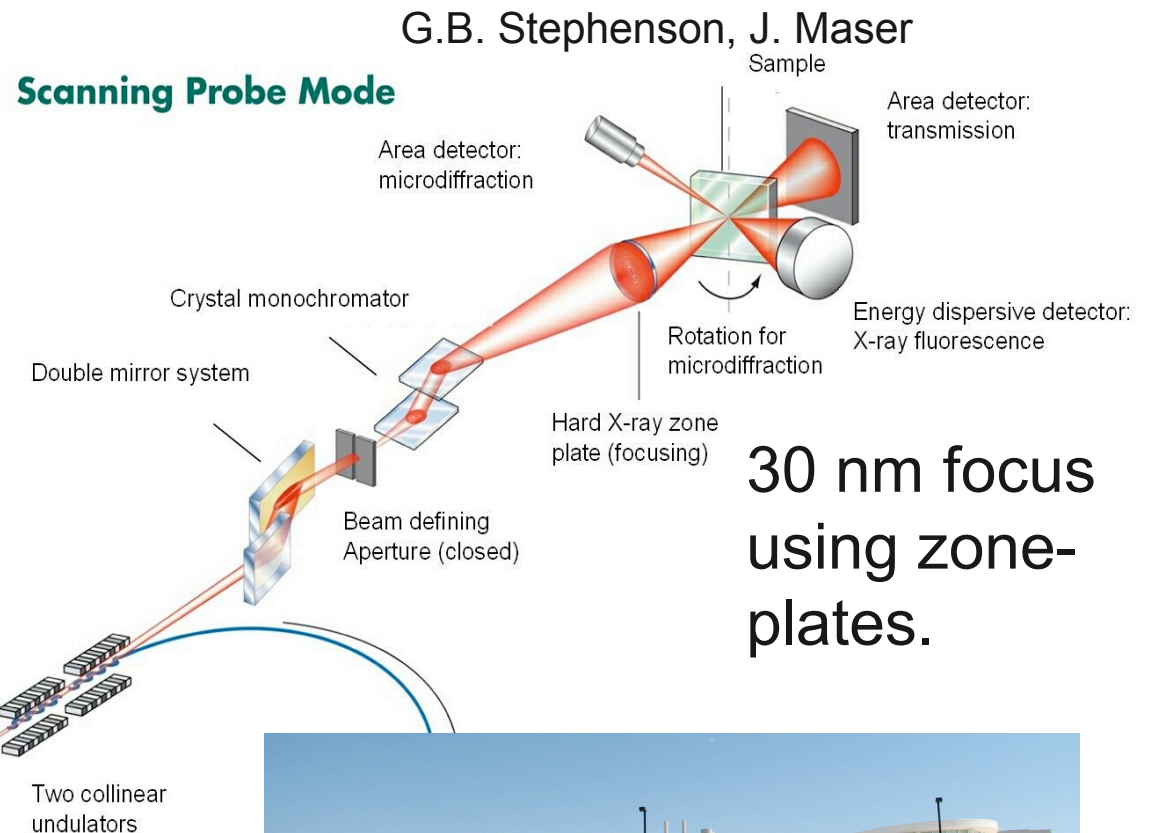 G.B. Stephenson, J. Maser
Scanning Probe Mode
Sample
Area detector:
transmission
Area detector:
microdiffraction
Crystal monochromator
Energy dispersive detector:
X-ray fluorescence
Rotation for
microdiffraction
Double mirror system
Hard X-ray zone
plate (focusing)
30 nm focus
using zone-
plates.
Beam defining
Aperture (closed)
Two collinear
undulators